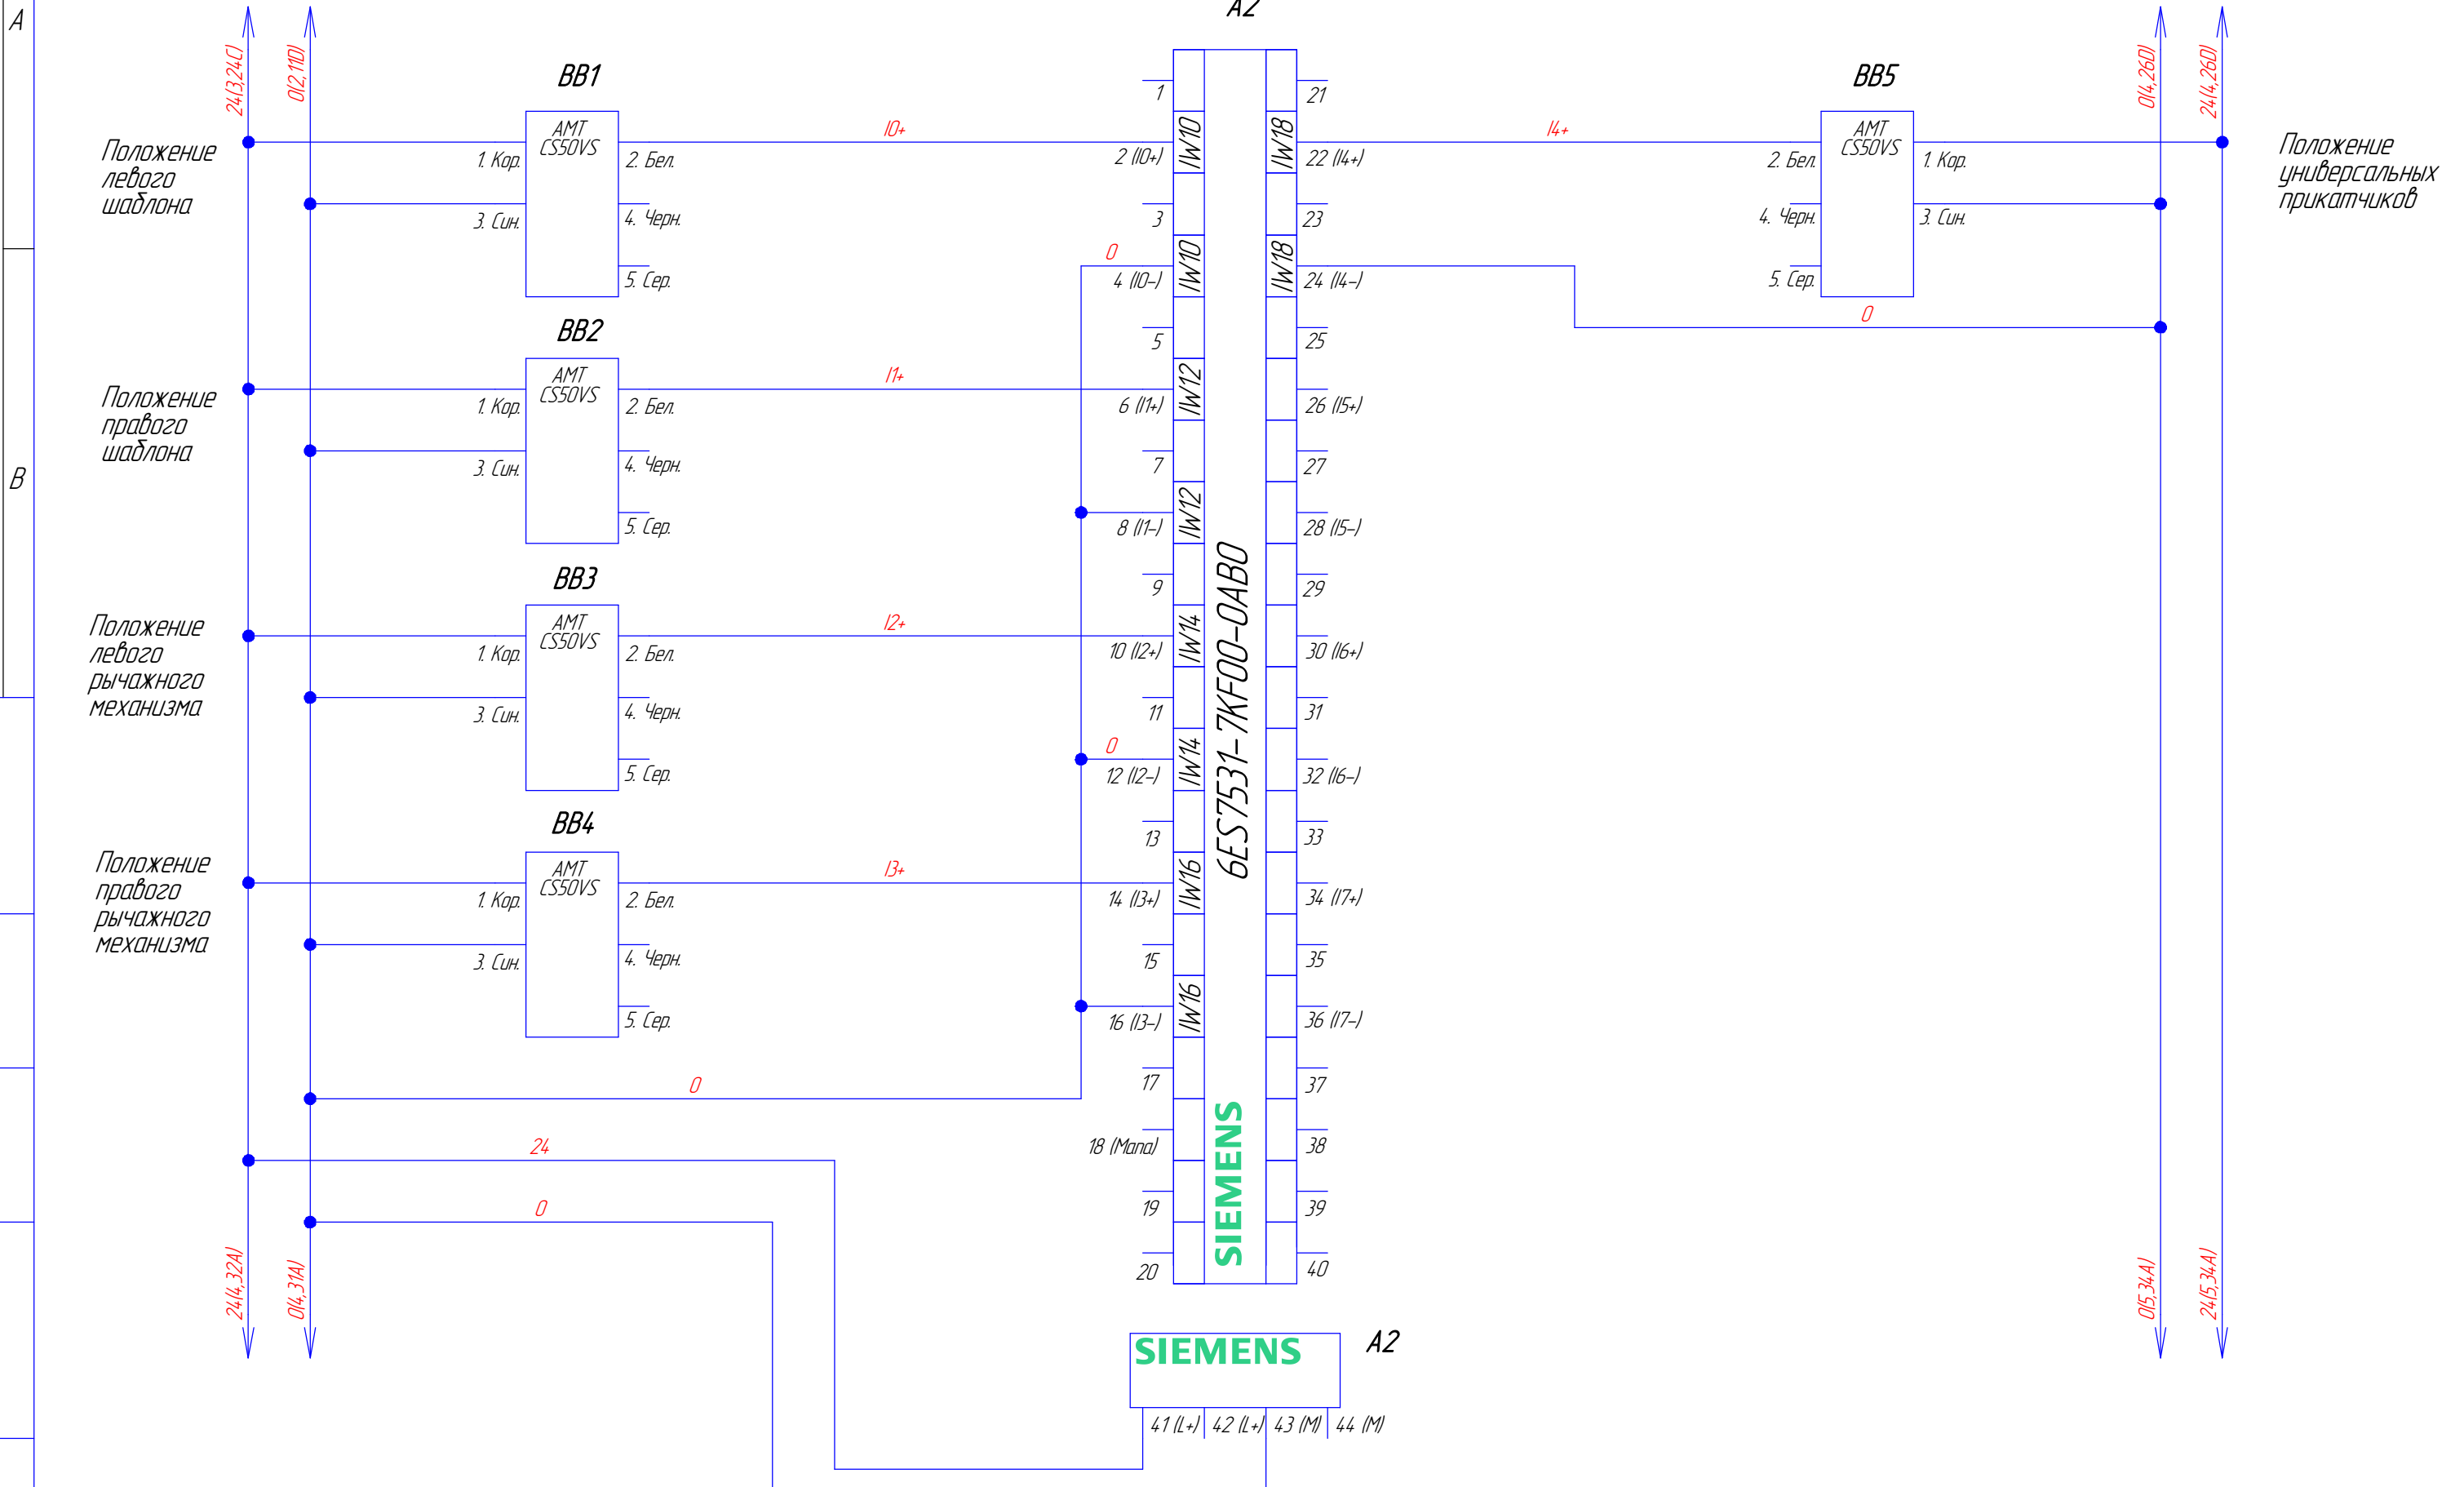 A
B
A2
24(3,24C)
0(2,11D)
Положение
левого
шаблона
BB1
AMT
CS50VS
1. Кор.
3. Син.
2. Бел.
4. Черн.
5. Сер.
I0+
Положение
правого
шаблона
BB2
AMT
CS50VS
1. Кор.
3. Син.
2. Бел.
4. Черн.
5. Сер.
I1+
Положение
левого
рычажного
механизма
BB3
AMT
CS50VS
1. Кор.
3. Син.
2. Бел.
4. Черн.
5. Сер.
I2+
Положение
правого
рычажного
механизма
BB4
AMT
CS50VS
1. Кор.
3. Син.
2. Бел.
4. Черн.
5. Сер.
I3+
0
24
0
24(4,32A)
0(4,31A)
0
0
1
2 (I0+)
3
4 (I0-)
5
6 (I1+)
7
8 (I1-)
9
10 (I2+)
11
12 (I2-)
13
14 (I3+)
15
16 (I3-)
17
18 (Mana)
19
20
IW10
IW10
IW12
IW12
IW14
IW14
IW16
IW16
6ES7531-7KF00-0AB0
SIEMENS
IW18
IW18
21
22 (I4+)
23
24 (I4-)
25
26 (I5+)
27
28 (I5-)
29
30 (I6+)
31
32 (I6-)
33
34 (I7+)
35
36 (I7-)
37
38
39
40
I4+
0
BB5
AMT
CS50VS
2. Бел.
4. Черн.
5. Сер.
1. Кор.
3. Син.
0(4,26D)
24(4,26D)
Положение
универсальных
прикатчиков
0(5,34A)
24(5,34A)
SIEMENS
A2
41 (L+)
42 (L+)
43 (M)
44 (M)